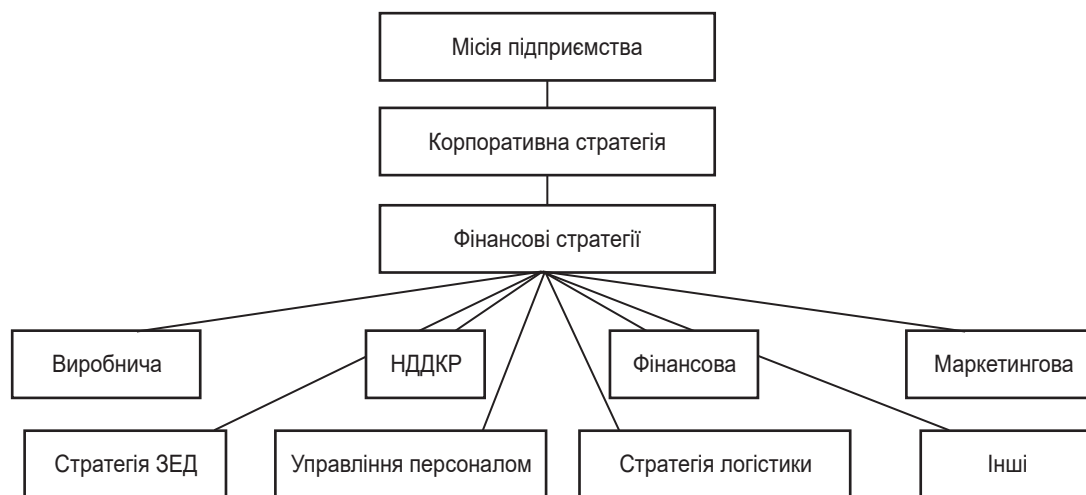 Місія підприємства
Корпоративна стратегія
Фінансові стратегії
Виробнича
НДДКР
Фінансова
Маркетингова
Стратегія ЗЕД
Управління персоналом
Стратегія логістики
Інші